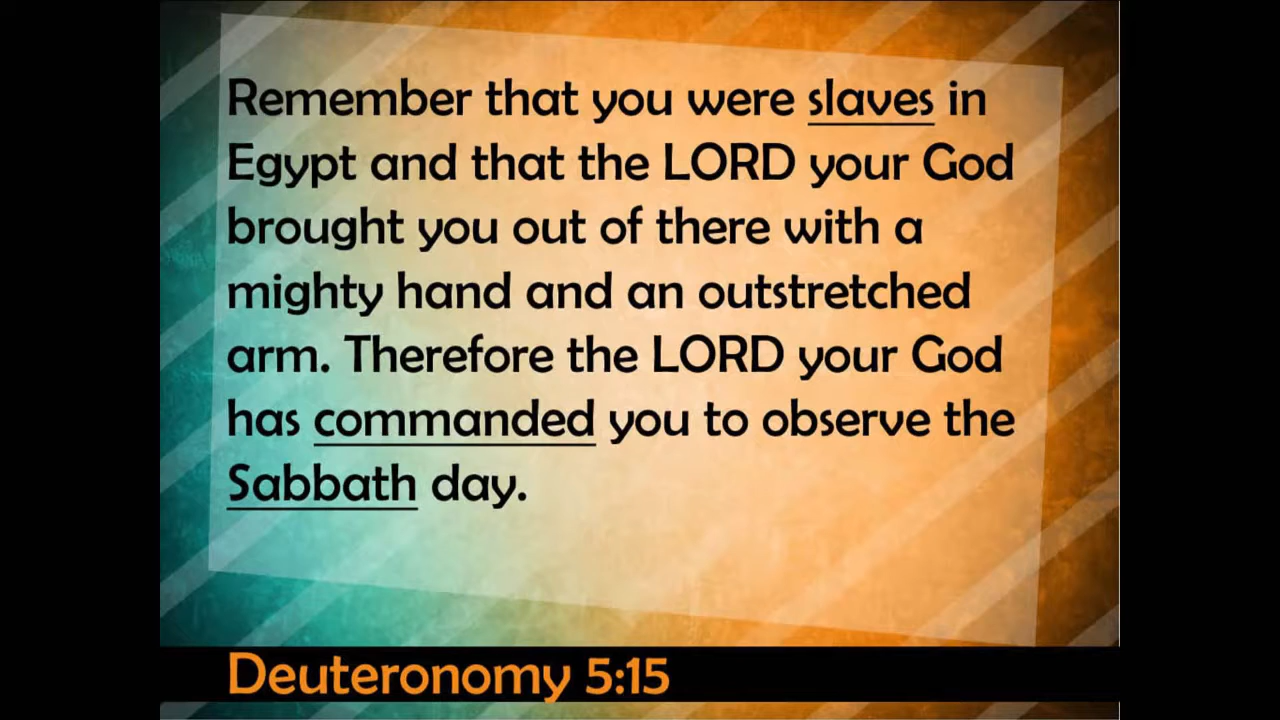 Remember that you were slaves in
Egypt and that the LORD your God
brought you out of there with a
mighty hand and an outstretched
arm. Therefore the LORD your God
has commanded you to observe the
Sabbath day.
Deuteronomy 5:15